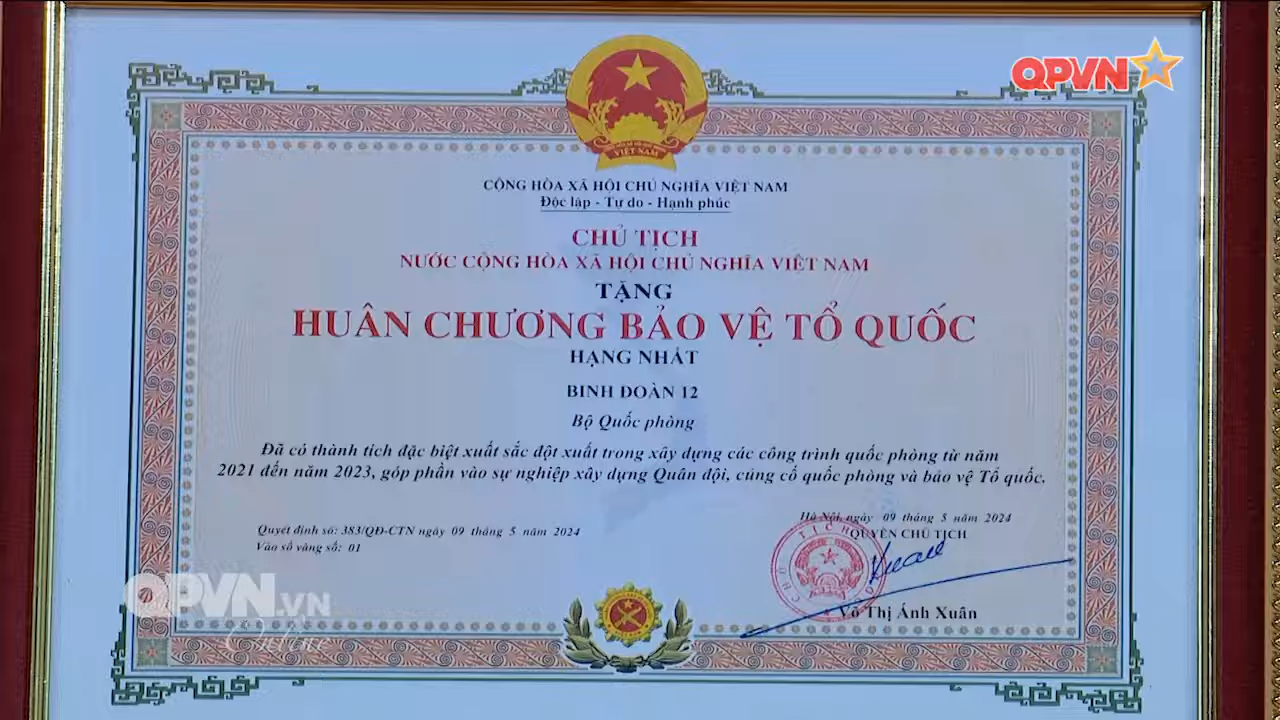 QPVN
VIỆT NAM
CỘNG HÒA XÃ HỘI CHỦ NGHĨA VIỆT NAM
Độc lập - Tự do - Hạnh phúc
CHỦ TỊCH
NƯỚC CỘNG HÒA XÃ HỘI CHỦ NGHĨA VIỆT NAM
TẶNG
HUÂN CHƯƠNG BẢO VỆ TỔ QUỐC
HẠNG NHẤT
BINH ĐOÀN 12
Bộ Quốc phòng
Đã có thành tích đặc biệt xuất sắc đột xuất trong xây dựng các công trình quốc phòng từ năm
2021 đến năm 2023, góp phần vào sự nghiệp xây dựng Quân đội, củng cố quốc phòng và bảo vệ Tổ quốc.
Quyết định số: 383/QĐ-CTN ngày 09 tháng 5 năm 2024
Vào sổ vàng số: 01
Hà Nội, ngày 09 tháng 5 năm 2024
QUYỀN CHỦ TỊCH
CHỦ TỊCH
Xuan
Võ Thị Ánh Xuân
QPVN.VN
Online